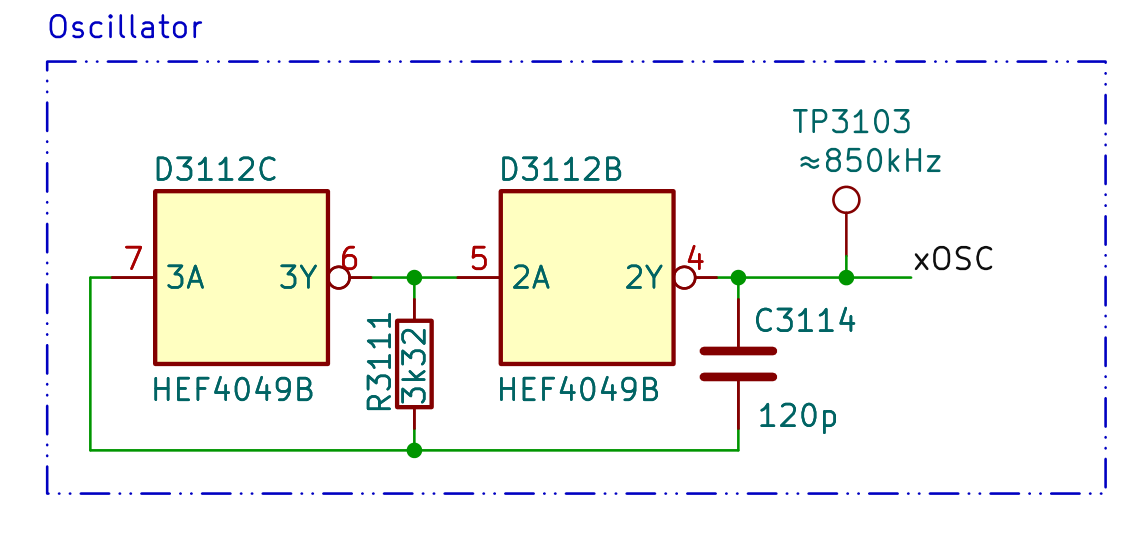 Oscillator
TP3103
≈850kHz
D3112C
D3112B
7
3A
3Y
6
5
2A
2Y
4
xOSC
R3111
3k32
C3114
120p
HEF4049B
HEF4049B